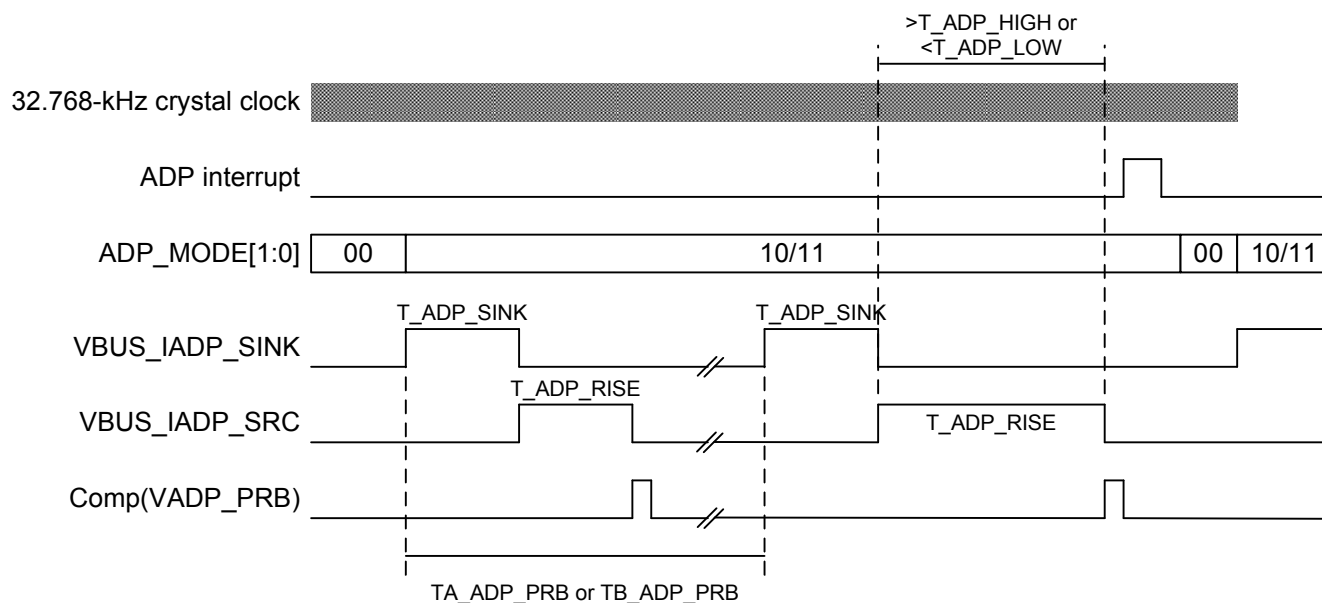 >T_ADP_HIGH or
<T_ADP_LOW
32.768-kHz crystal clock
ADP interrupt
ADP_MODE[1:0]
00
10/11
00
10/11
T_ADP_SINK
T_ADP_SINK
VBUS_IADP_SINK
T_ADP_RISE
VBUS_IADP_SRC
T_ADP_RISE
Comp(VADP_PRB)
TA_ADP_PRB or TB_ADP_PRB